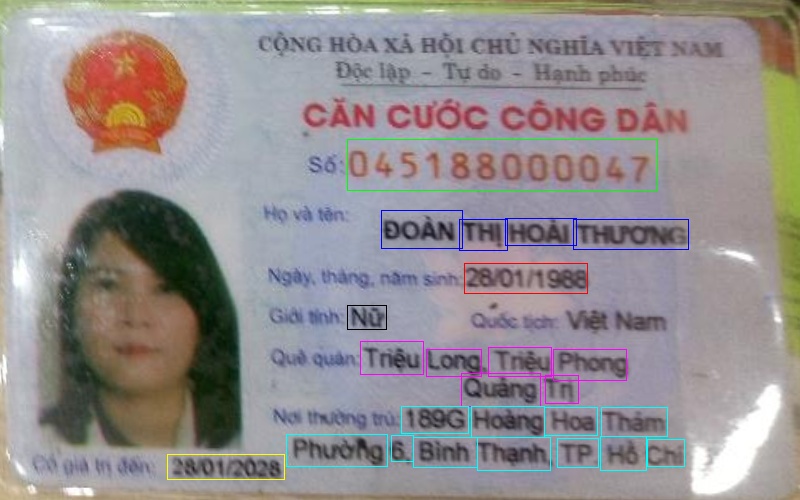 CỘNG HÒA XÃ HỘI CHỦ NGHĨA VIỆT NAM
Độc lập - Tự do - Hạnh phúc
CĂN CƯỚC CÔNG DÂN
Số: 045188000047
Họ và tên:
ĐOÀN THỊ HOÀI THƯƠNG
Ngày, tháng, năm sinh: 28/01/1988
Giới tính: Nữ Quốc tịch: Việt Nam
Quê quán: Triệu Long, Triệu Phong
Quảng Trị
Nơi thường trú: 189G Hoàng Hoa Thám
Phường 6, Bình Thạnh, TP. Hồ Chí
Có giá trị đến: 28/01/2028